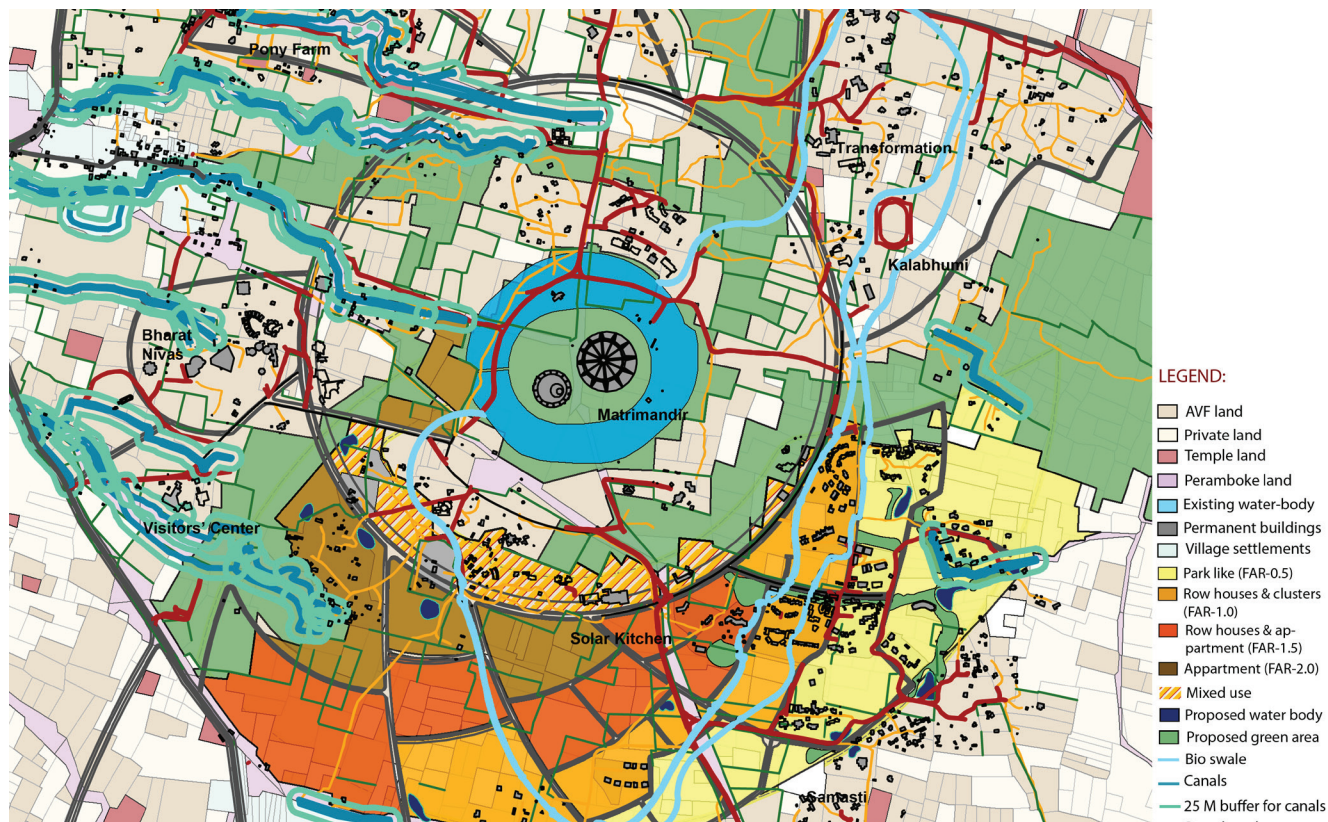 Pony Farm
Transformation
Kalabhumi
Bharat
Nivas
Matrimandir
Visitors' Center
Solar Kitchen
Samasti
LEGEND:
AVF land
Private land
Temple land
Peramboke land
Existing water-body
Permanent buildings
Village settlements
Park like (FAR-0.5)
Row houses & clusters
(FAR-1.0)
Row houses & ap-
partment (FAR-1.5)
Appartment (FAR-2.0)
Mixed use
Proposed water body
Proposed green area
Bio swale
Canals
25 M buffer for canals